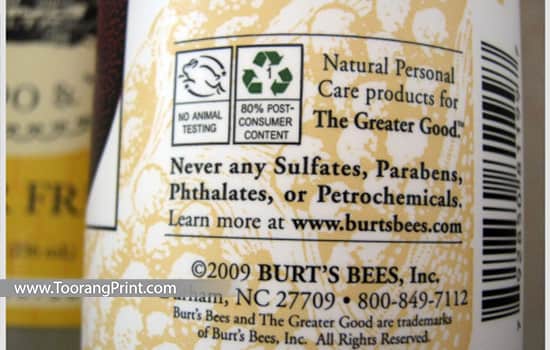 NO ANIMAL
TESTING
1
80% POST-
CONSUMER
CONTENT
Natural Personal
Care products for
The Greater Good.™
Never any Sulfates, Parabens,
Phthalates, or Petrochemicals.
Learn more at www.burtsbees.com
©2009 BURT'S BEES, Inc.
Durham, NC 27709 • 800-849-7112
Burt's Bees and The Greater Good are trademarks
of Burt's Bees, Inc. All Rights Reserved.
www.ToorangPrint.com